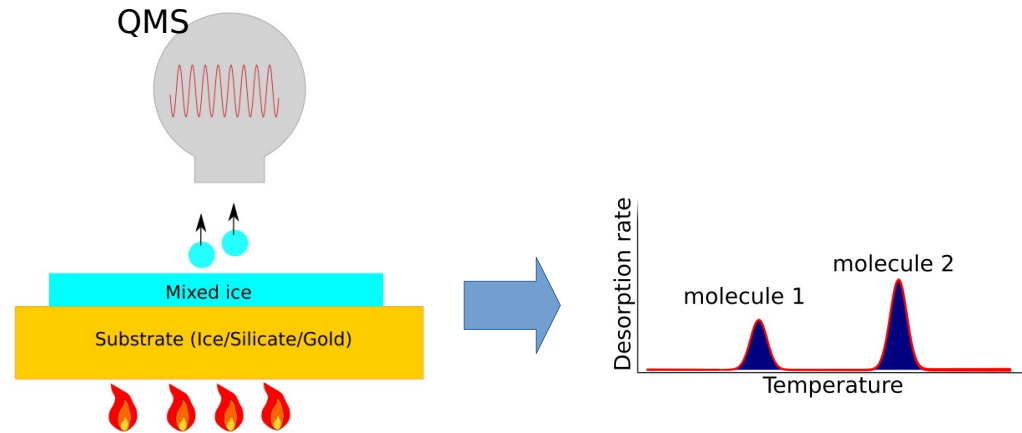 QMS
Mixed ice
Substrate (Ice/Silicate/Gold)
Desorption rate
molecule 1
molecule 2
Temperature